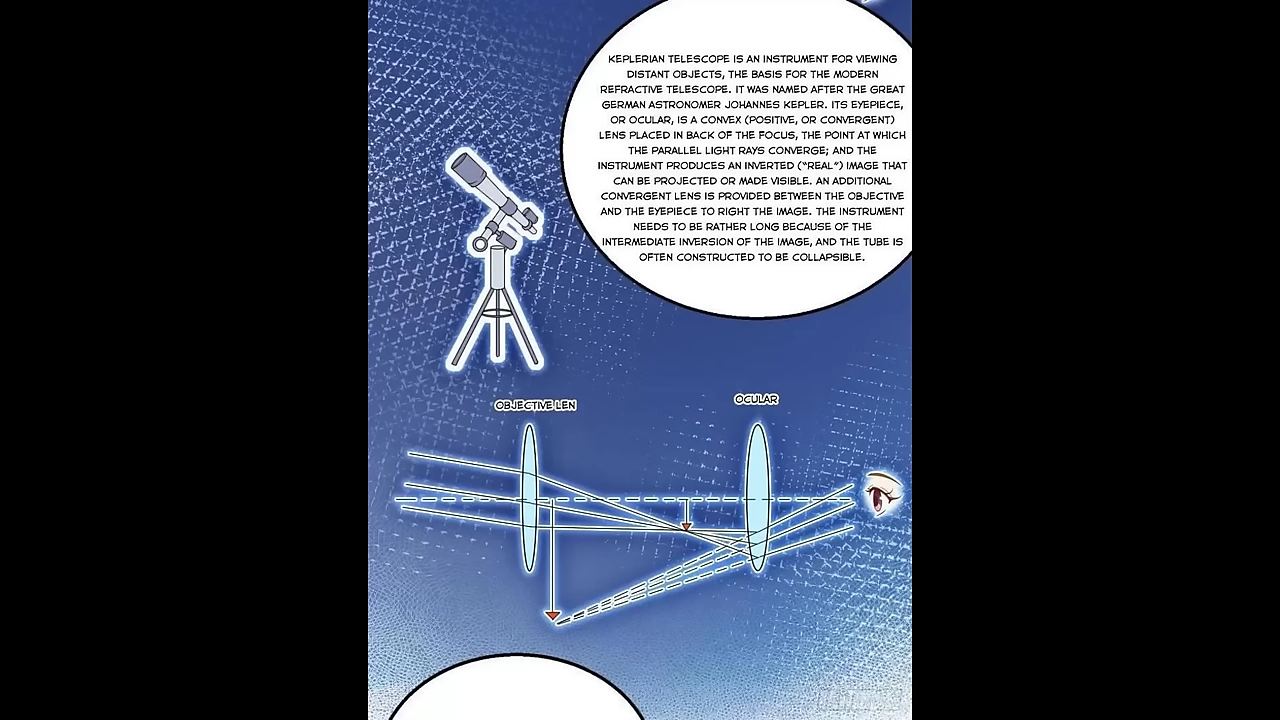 KEPLERIAN TELESCOPE IS AN INSTRUMENT FOR VIEWING
DISTANT OBJECTS, THE BASIS FOR THE MODERN
REFRACTIVE TELESCOPE. IT WAS NAMED AFTER THE GREAT
GERMAN ASTRONOMER JOHANNES KEPLER. ITS EYEPIECE,
OR OCULAR, IS A CONVEX (POSITIVE, OR CONVERGENT)
LENS PLACED IN BACK OF THE FOCUS, THE POINT AT WHICH
THE PARALLEL LIGHT RAYS CONVERGE; AND THE
INSTRUMENT PRODUCES AN INVERTED ("REAL") IMAGE THAT
CAN BE PROJECTED OR MADE VISIBLE. AN ADDITIONAL
CONVERGENT LENS IS PROVIDED BETWEEN THE OBJECTIVE
AND THE EYEPIECE TO RIGHT THE IMAGE. THE INSTRUMENT
NEEDS TO BE RATHER LONG BECAUSE OF THE
INTERMEDIATE INVERSION OF THE IMAGE, AND THE TUBE IS
OFTEN CONSTRUCTED TO BE COLLAPSIBLE.
OBJECTIVE LEN
OCULAR